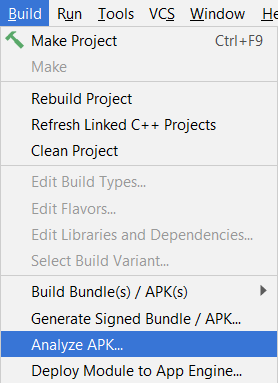 Build Run Tools VCS Window He
Make Project Ctrl+F9
Make
Rebuild Project
Refresh Linked C++ Projects
Clean Project
Edit Build Types...
Edit Flavors...
Edit Libraries and Dependencies...
Select Build Variant...
Build Bundle(s) / APK(s)
Generate Signed Bundle / APK...
Analyze APK...
Deploy Module to App Engine...